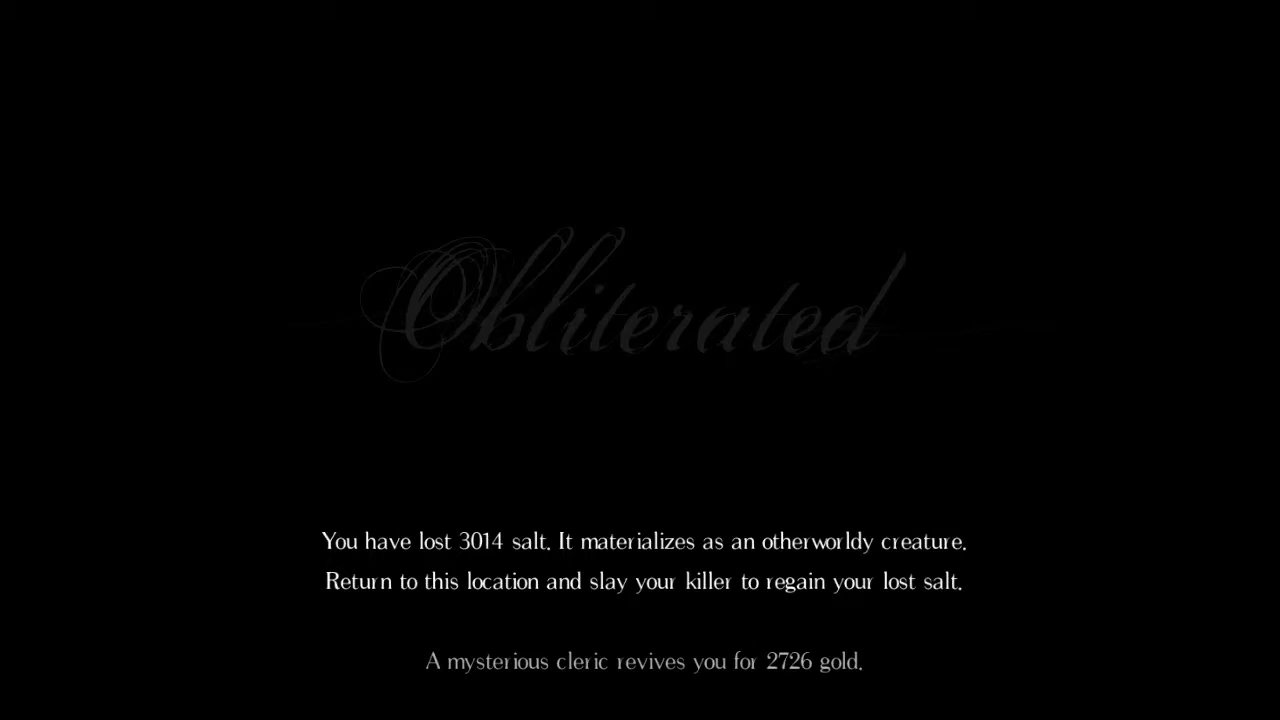 Obliterated
You have lost 3014 salt. It materializes as an otherworldy creature.
Return to this location and slay your killer to regain your lost salt.
A mysterious cleric revives you for 2726 gold.